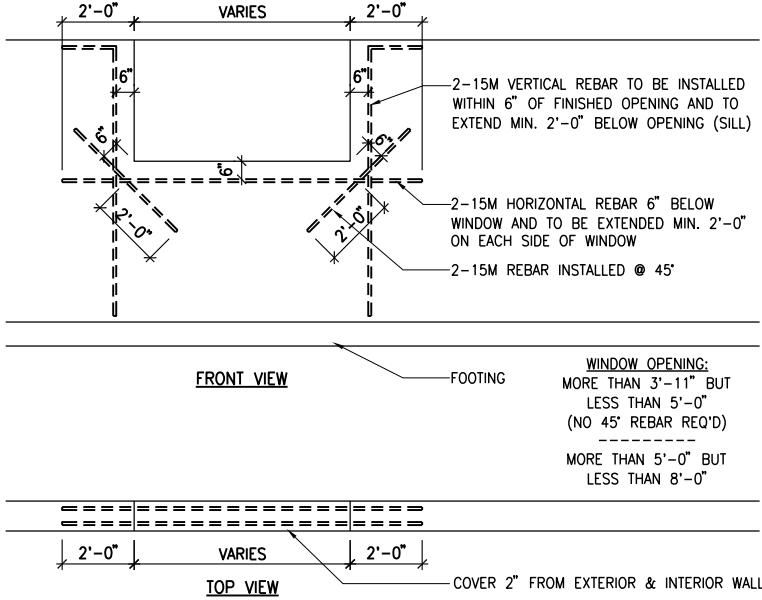 2'-0" VARIES 2'-0"
6" 6"
2-15M VERTICAL REBAR TO BE INSTALLED
WITHIN 6" OF FINISHED OPENING AND TO
EXTEND MIN. 2'-0" BELOW OPENING (SILL)
6" 6"
6"
2'-0" 2'-0"
2-15M HORIZONTAL REBAR 6" BELOW
WINDOW AND TO BE EXTENDED MIN. 2'-0"
ON EACH SIDE OF WINDOW
2-15M REBAR INSTALLED @ 45°
FRONT VIEW
FOOTING
WINDOW OPENING:
MORE THAN 3'-11" BUT
LESS THAN 5'-0"
(NO 45° REBAR REQ'D)
---------
MORE THAN 5'-0" BUT
LESS THAN 8'-0"
2'-0" VARIES 2'-0"
TOP VIEW
COVER 2" FROM EXTERIOR & INTERIOR WALL